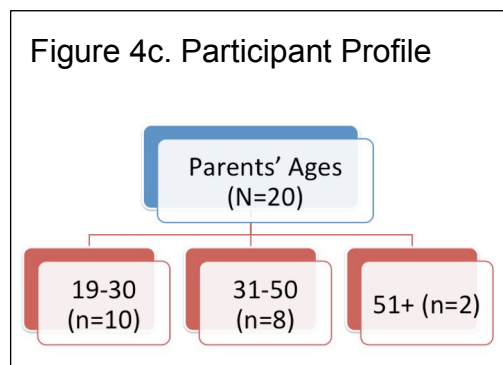 Figure 4c. Participant Profile
Parents’ Ages
(N=20)
19-30
(n=10)
31-50
(n=8)
51+ (n=2)